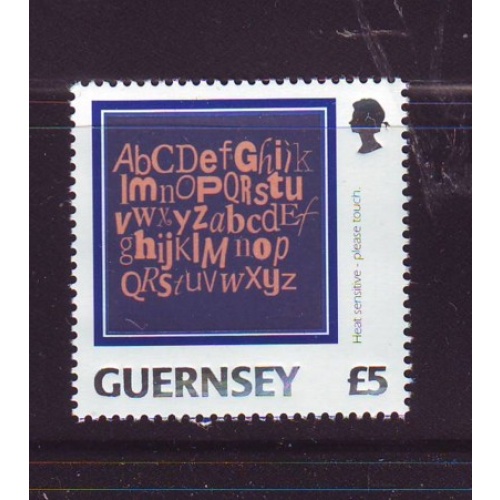 AbCDefGhijk
lmnOPQRstu
vwxyzabcdEf
ghijKlMnop
QRstuVwxyz
Heat sensitive - please touch.
GUERNSEY
£5